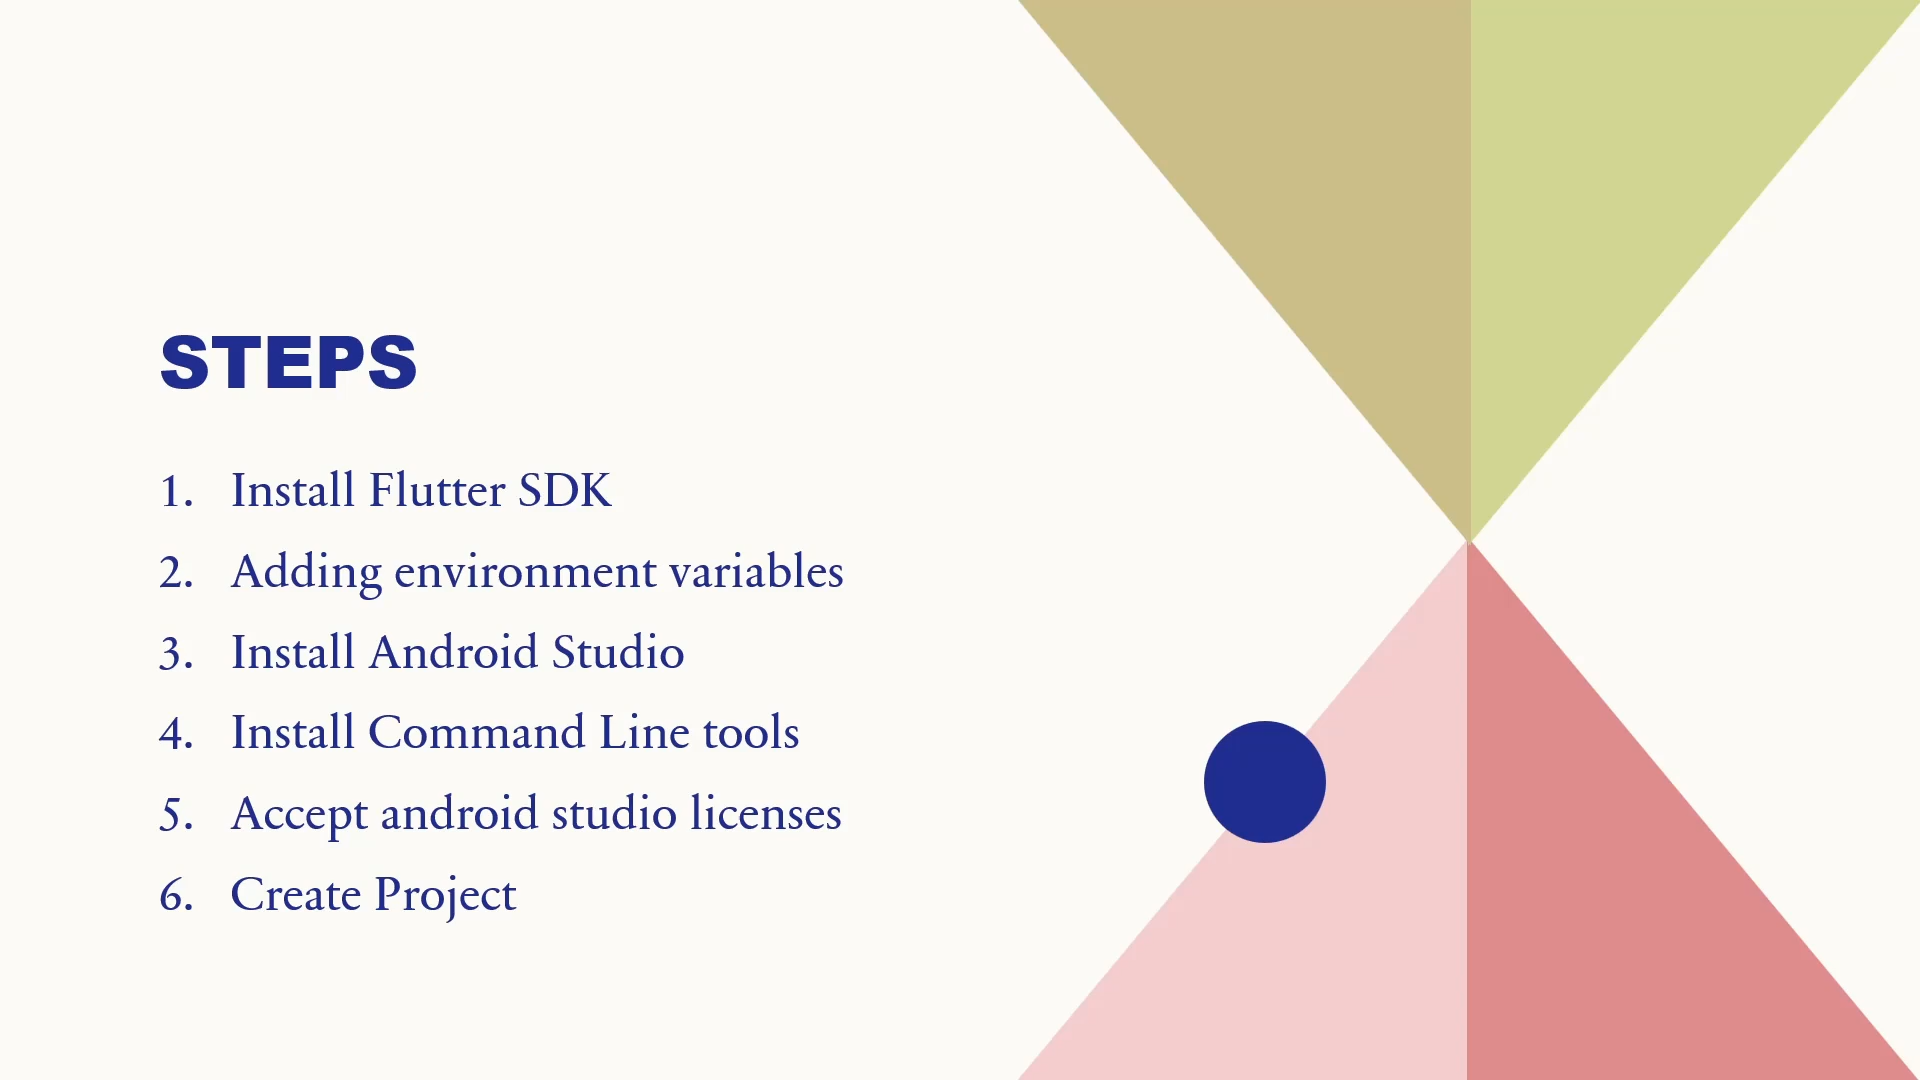 STEPS
1. Install Flutter SDK
2. Adding environment variables
3. Install Android Studio
4. Install Command Line tools
5. Accept android studio licenses
6. Create Project